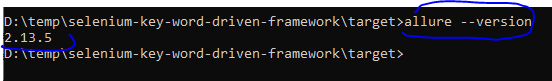 D:\temp\selenium-key-word-driven-framework\target>allure --version
2.13.5
D:\temp\selenium-key-word-driven-framework\target>